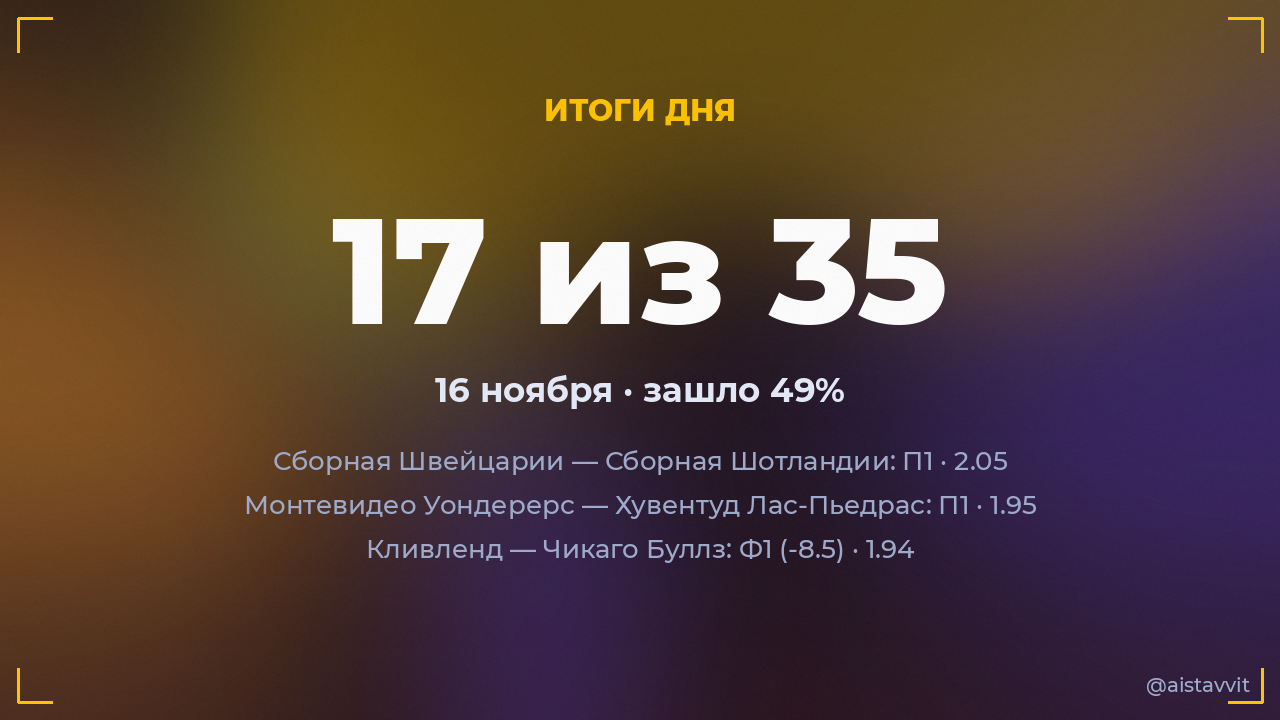 ИТОГИ ДНЯ
17 из 35
16 ноября · зашло 49%
Сборная Швейцарии — Сборная Шотландии: П1 · 2.05
Монтевидео Уондерерс — Хувентуд Лас-Пьедрас: П1 · 1.95
Кливленд — Чикаго Буллз: Ф1 (-8.5) · 1.94
@aistavvit